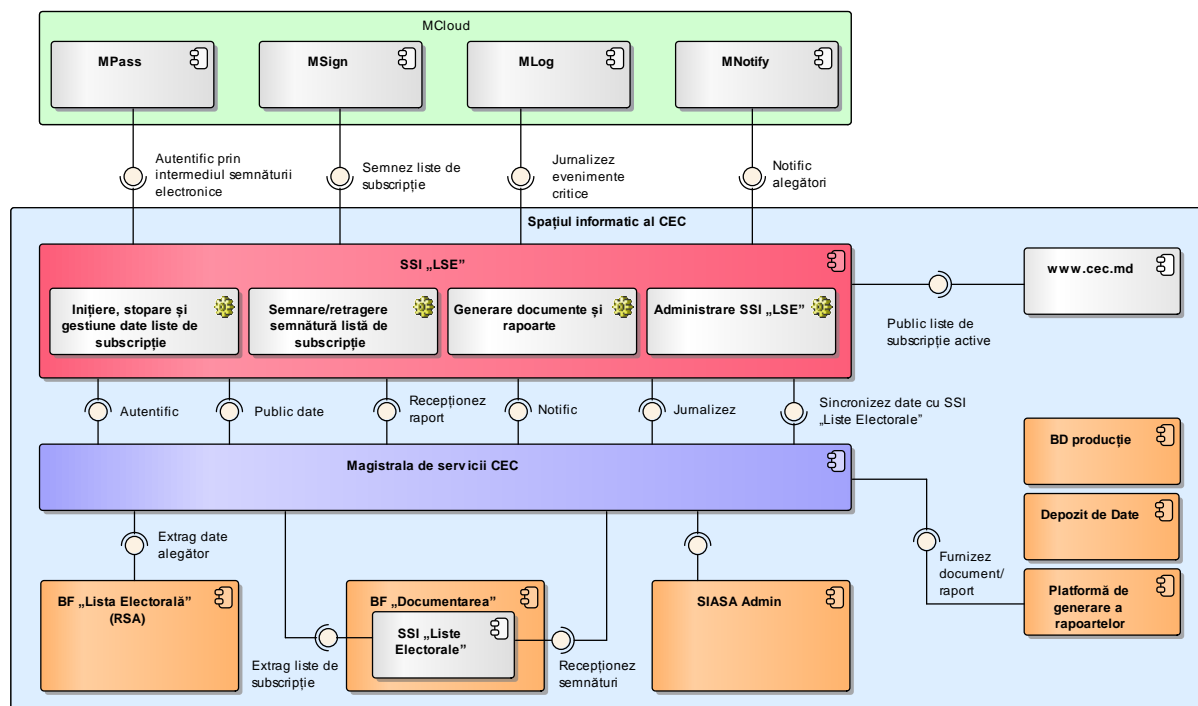 MCloud
MPass
MSign
MLog
MNotify
Autentific prin
intermediul semnăturii
electronice
Semnez liste de
subscripție
Jurnalizez
evenimente
critice
Notific
alegători
Spațiul informatic al CEC
SSI „LSE”
www.cec.md
Inițiere, stopare și
gestiune date liste de
subscripție
Semnare/retragere
semnătură listă de
subscripție
Generare documente și
rapoarte
Administrare SSI „LSE”
Public liste de
subscripție active
Autentific
Public date
Recepționez
raport
Notific
Jurnalizez
Sincronizez date cu SSI
„Liste Electorale”
BD producție
Magistrala de servicii CEC
Depozit de Date
Extrag date
alegător
Furnizez
document/
raport
Platformă de
generare a
rapoartelor
BF „Lista Electorală”
(RSA)
BF „Documentarea”
SSI „Liste
Electorale”
SIASA Admin
Extrag liste de
subscripție
Recepționez
semnături